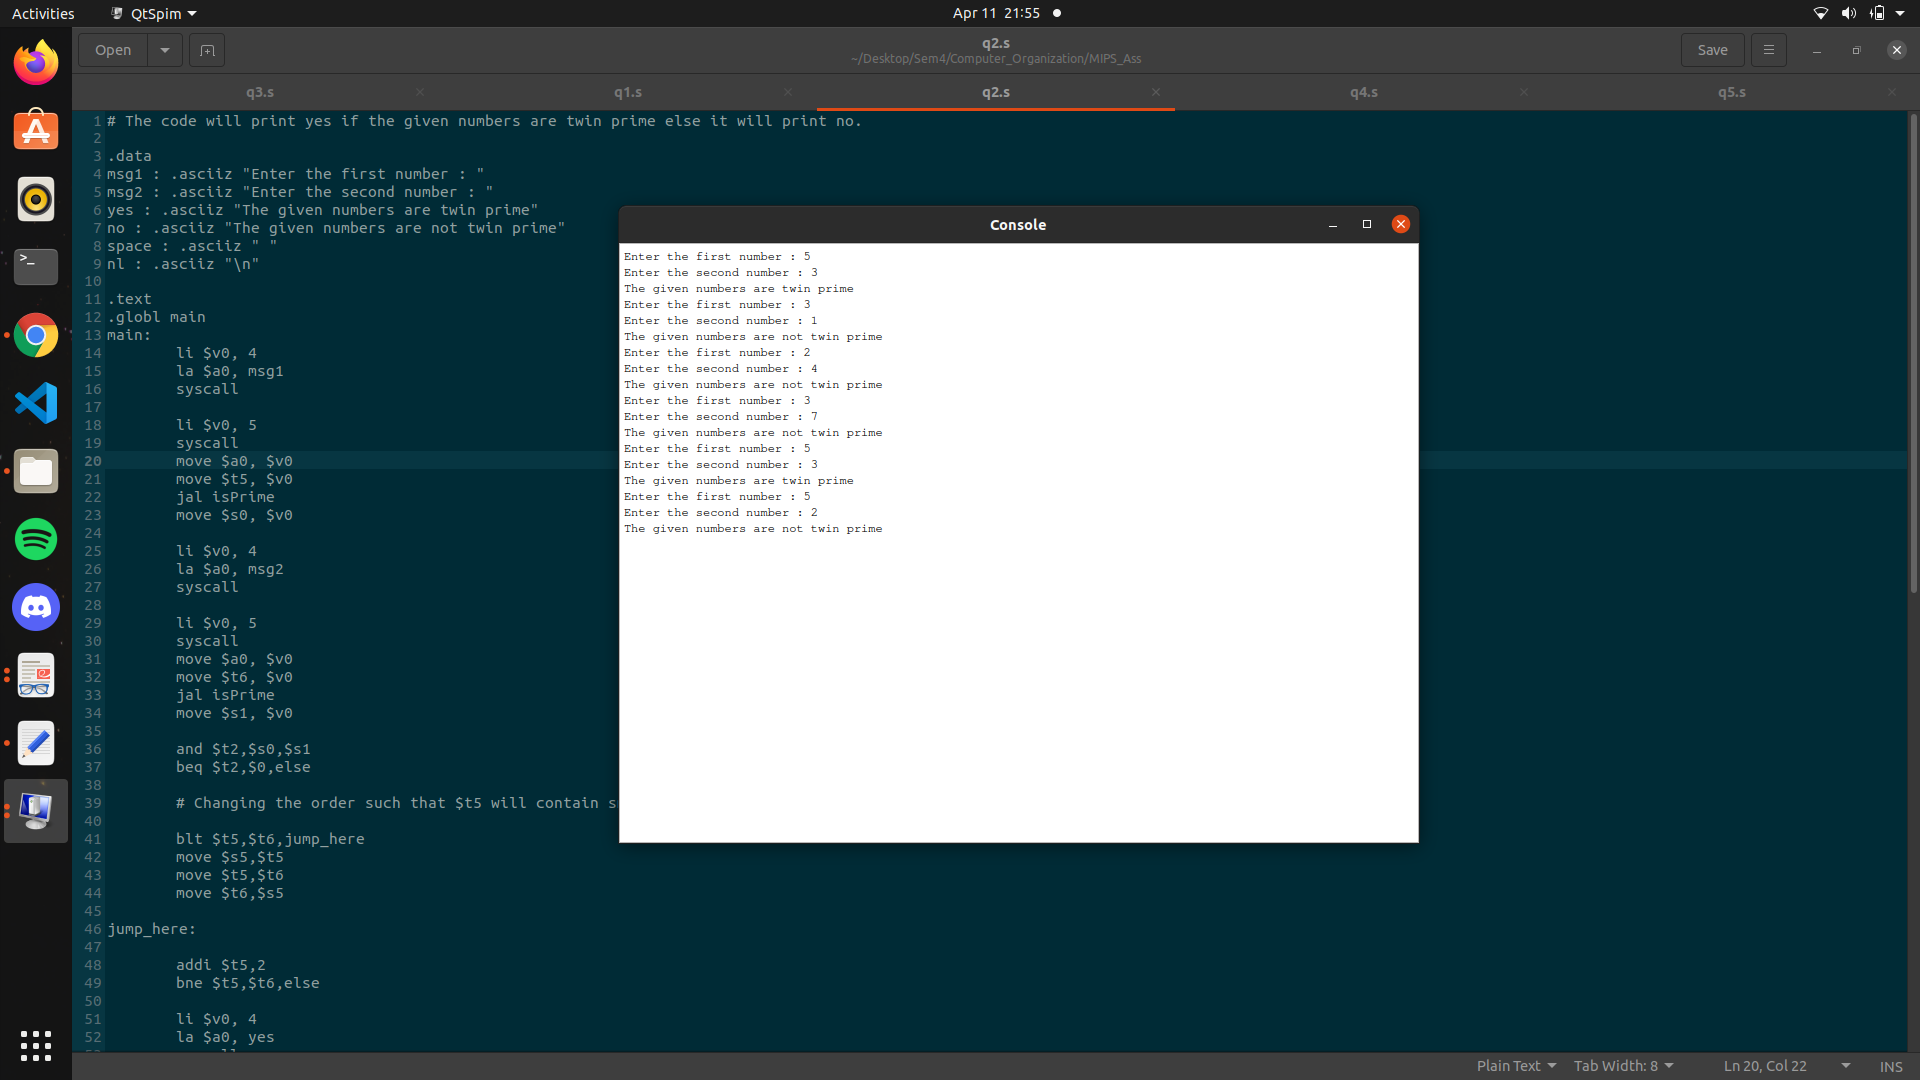 Activities
QtSpim
Apr 11 21:55
Open
q2.s
~/Desktop/Sem4/Computer_Organization/MIPS_Ass
Save
q3.s
q1.s
q2.s
q4.s
q5.s
1 # The code will print yes if the given numbers are twin prime else it will print no.
2
3 .data
4 msg1 : .asciiz "Enter the first number : "
5 msg2 : .asciiz "Enter the second number : "
6 yes : .asciiz "The given numbers are twin prime"
7 no : .asciiz "The given numbers are not twin prime"
8 space : .asciiz " "
9 nl : .asciiz "\n"
10
11 .text
12 .globl main
13 main:
14 li $v0, 4
15 la $a0, msg1
16 syscall
17
18 li $v0, 5
19 syscall
20 move $a0, $v0
21 move $t5, $v0
22 jal isPrime
23 move $s0, $v0
24
25 li $v0, 4
26 la $a0, msg2
27 syscall
28
29 li $v0, 5
30 syscall
31 move $a0, $v0
32 move $t6, $v0
33 jal isPrime
34 move $s1, $v0
35
36 and $t2,$s0,$s1
37 beq $t2,$0,else
38
39 # Changing the order such that $t5 will contain
40
41 blt $t5,$t6,jump_here
42 move $s5,$t5
43 move $t5,$t6
44 move $t6,$s5
45
46 jump_here:
47
48 addi $t5,2
49 bne $t5,$t6,else
50
51 li $v0, 4
52 la $a0, yes
Console
Enter the first number : 5
Enter the second number : 3
The given numbers are twin prime
Enter the first number : 3
Enter the second number : 1
The given numbers are not twin prime
Enter the first number : 2
Enter the second number : 4
The given numbers are not twin prime
Enter the first number : 3
Enter the second number : 7
The given numbers are not twin prime
Enter the first number : 5
Enter the second number : 3
The given numbers are twin prime
Enter the first number : 5
Enter the second number : 2
The given numbers are not twin prime
Plain Text
Tab Width: 8
Ln 20, Col 22
INS